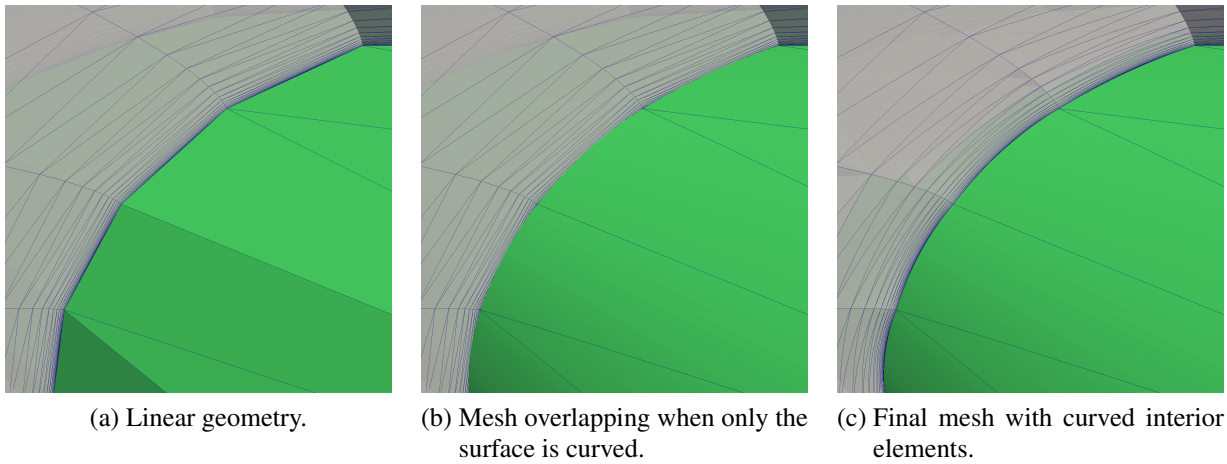 (a) Linear geometry.
(b) Mesh overlapping when only the
surface is curved.
(c) Final mesh with curved interior
elements.